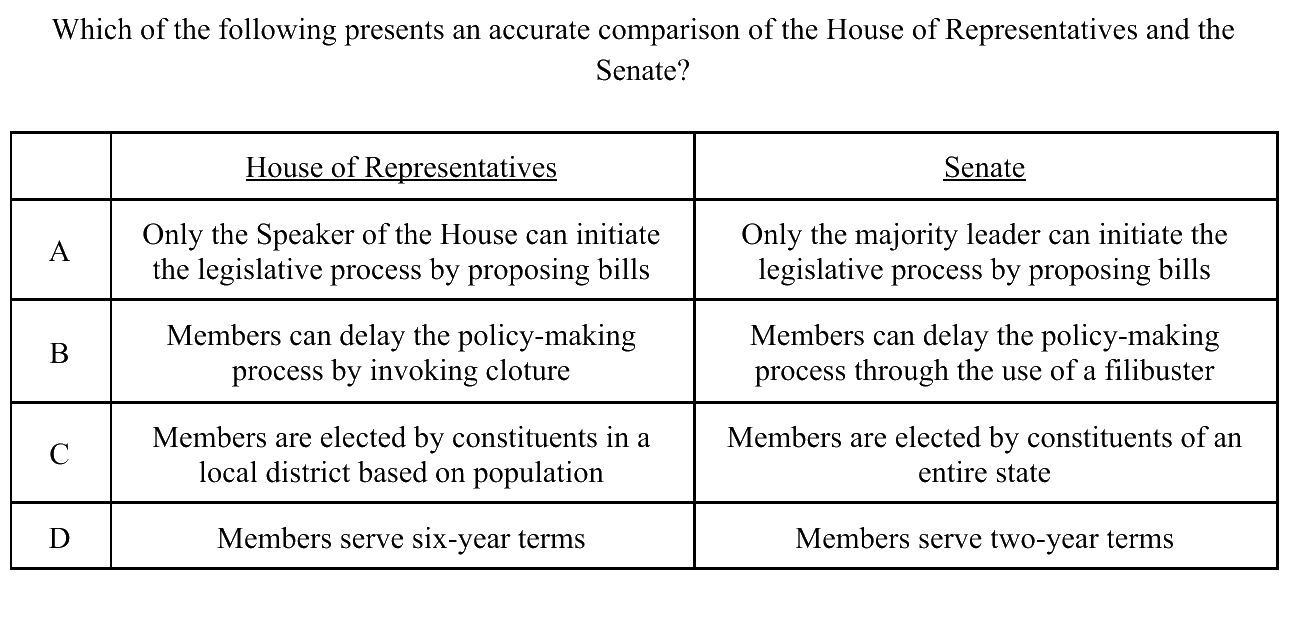 Which of the following presents an accurate comparison of the House of Representatives and the
Senate?
House of Representatives
Senate
A
Only the Speaker of the House can initiate
the legislative process by proposing bills
Only the majority leader can initiate the
legislative process by proposing bills
B
Members can delay the policy-making
process by invoking cloture
Members can delay the policy-making
process through the use of a filibuster
C
Members are elected by constituents in a
local district based on population
Members are elected by constituents of an
entire state
D
Members serve six-year terms
Members serve two-year terms